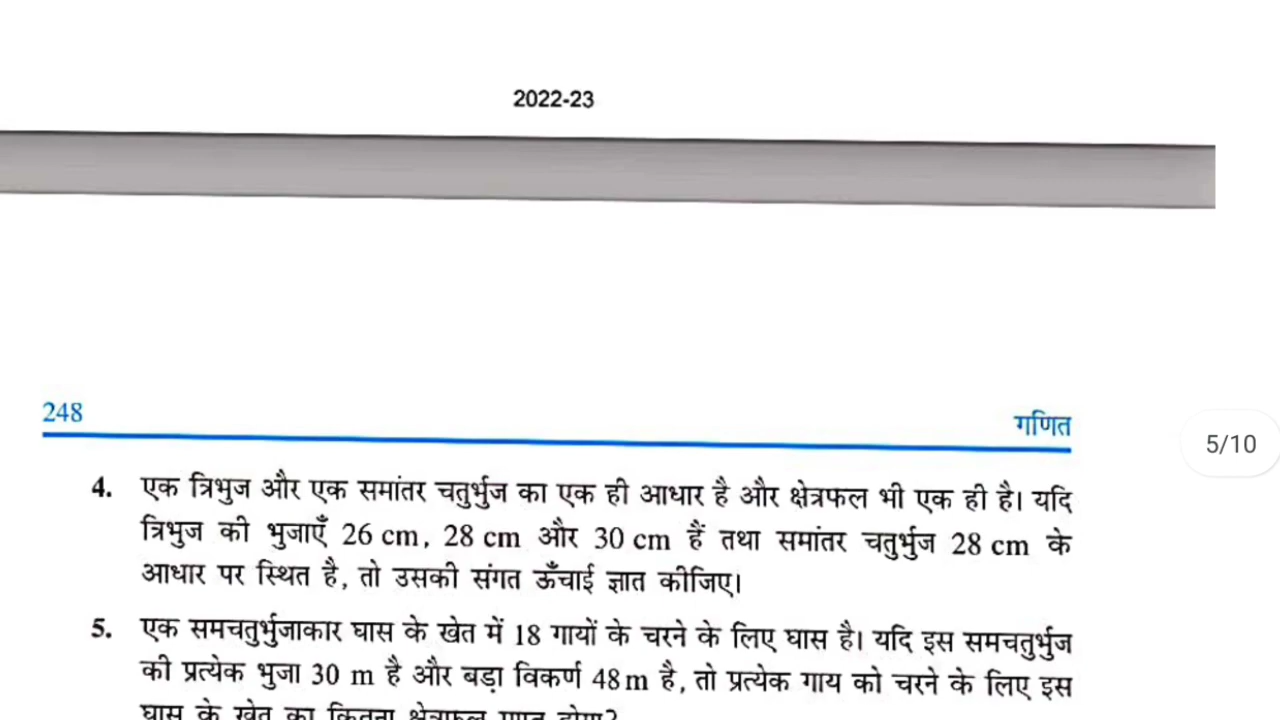 2022-23
248
गणित
5/10
4. एक त्रिभुज और एक समांतर चतुर्भुज का एक ही आधार है और क्षेत्रफल भी एक ही है। यदि
त्रिभुज की भुजाएँ 26 cm, 28 cm और 30 cm हैं तथा समांतर चतुर्भुज 28 cm के
आधार पर स्थित है, तो उसकी संगत ऊँचाई ज्ञात कीजिए।
5. एक समचतुर्भुजाकार घास के खेत में 18 गायों के चरने के लिए घास है। यदि इस समचतुर्भुज
की प्रत्येक भुजा 30 m है और बड़ा विकर्ण 48 m है, तो प्रत्येक गाय को चरने के लिए इस
घास के खेत का कितना क्षेत्रफल प्राप्त होगा?